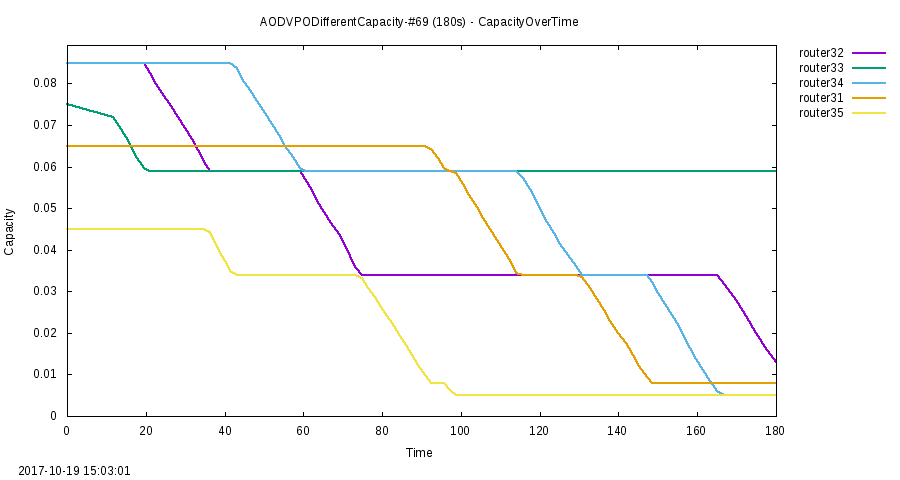 AODVPODifferentCapacity-#69 (180s) - CapacityOverTime
router32
router33
router34
router31
router35
Capacity
0.08
0.07
0.06
0.05
0.04
0.03
0.02
0.01
0
0 20 40 60 80 100 120 140 160 180
Time
2017-10-19 15:03:01